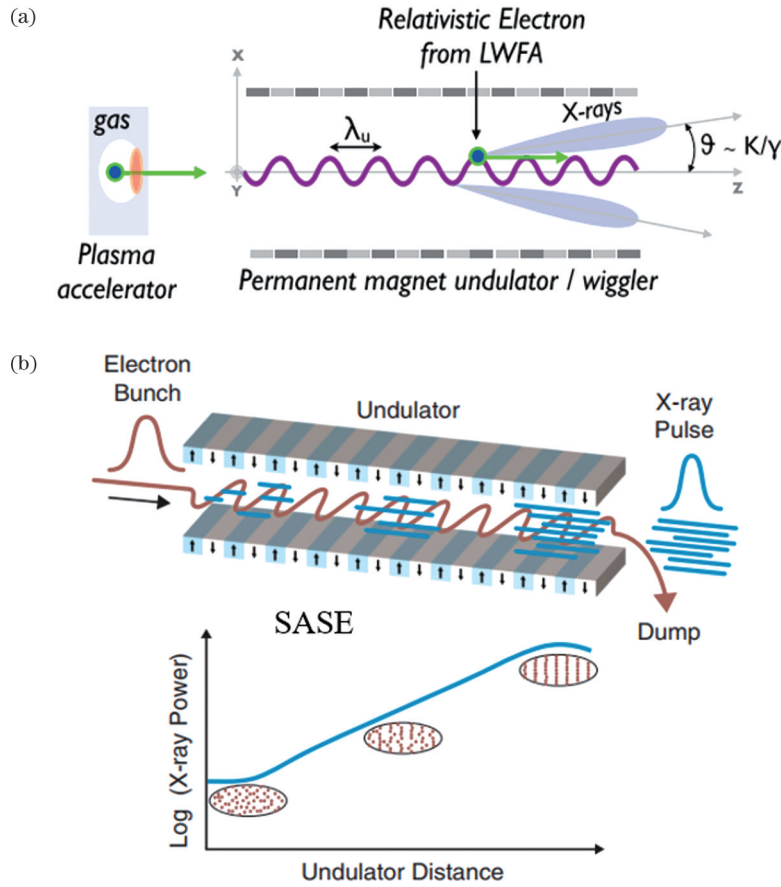 (a)
Relativistic Electron
from LWFA
X
gas
λu
X-rays
ϑ ~ K/γ
Y
Z
Plasma
accelerator
Permanent magnet undulator / wiggler
(b)
Electron
Bunch
Undulator
X-ray
Pulse
SASE
Dump
Log (X-ray Power)
Undulator Distance